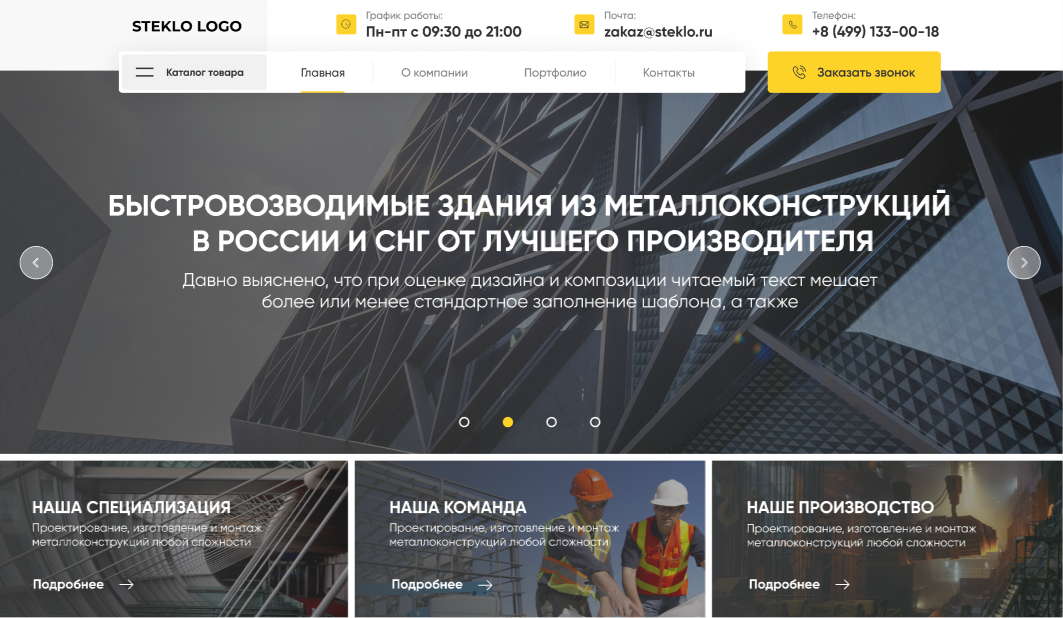 STEKLO LOGO
График работы:
Пн-пт с 09:30 до 21:00
Почта:
zakaz@steklo.ru
Телефон:
+8 (499) 133-00-18
Каталог товара
Главная
О компании
Портфолио
Контакты
Заказать звонок
БЫСТРОВОЗВОДИМЫЕ ЗДАНИЯ ИЗ МЕТАЛЛОКОНСТРУКЦИЙ
В РОССИИ И СНГ ОТ ЛУЧШЕГО ПРОИЗВОДИТЕЛЯ
Давно выяснено, что при оценке дизайна и композиции читаемый текст мешает
более или менее стандартное заполнение шаблона, а также
НАША СПЕЦИАЛИЗАЦИЯ
Проектирование, изготовление и монтаж
металлоконструкций любой сложности
Подробнее
НАША КОМАНДА
Проектирование, изготовление и монтаж
металлоконструкций любой сложности
Подробнее
НАШЕ ПРОИЗВОДСТВО
Проектирование, изготовление и монтаж
металлоконструкций любой сложности
Подробнее